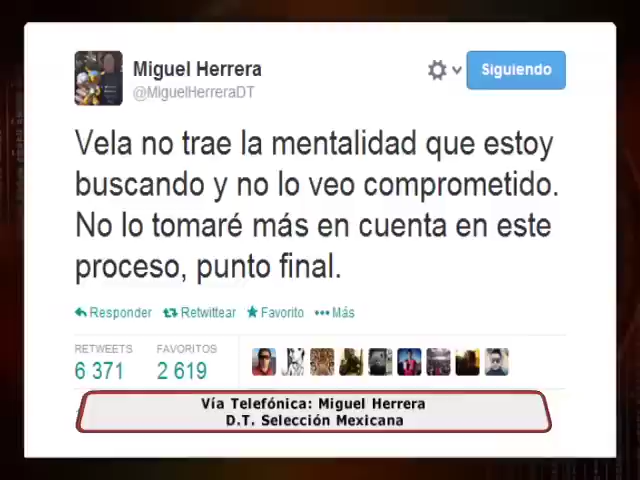 Miguel Herrera
@MiguelHerreraDT
Siguiendo
Vela no trae la mentalidad que estoy
buscando y no lo veo comprometido.
No lo tomaré más en cuenta en este
proceso, punto final.
Responder Retwittear Favorito Más
RETWEETS FAVORITOS
6 371 2 619
Vía Telefónica: Miguel Herrera
D.T. Selección Mexicana